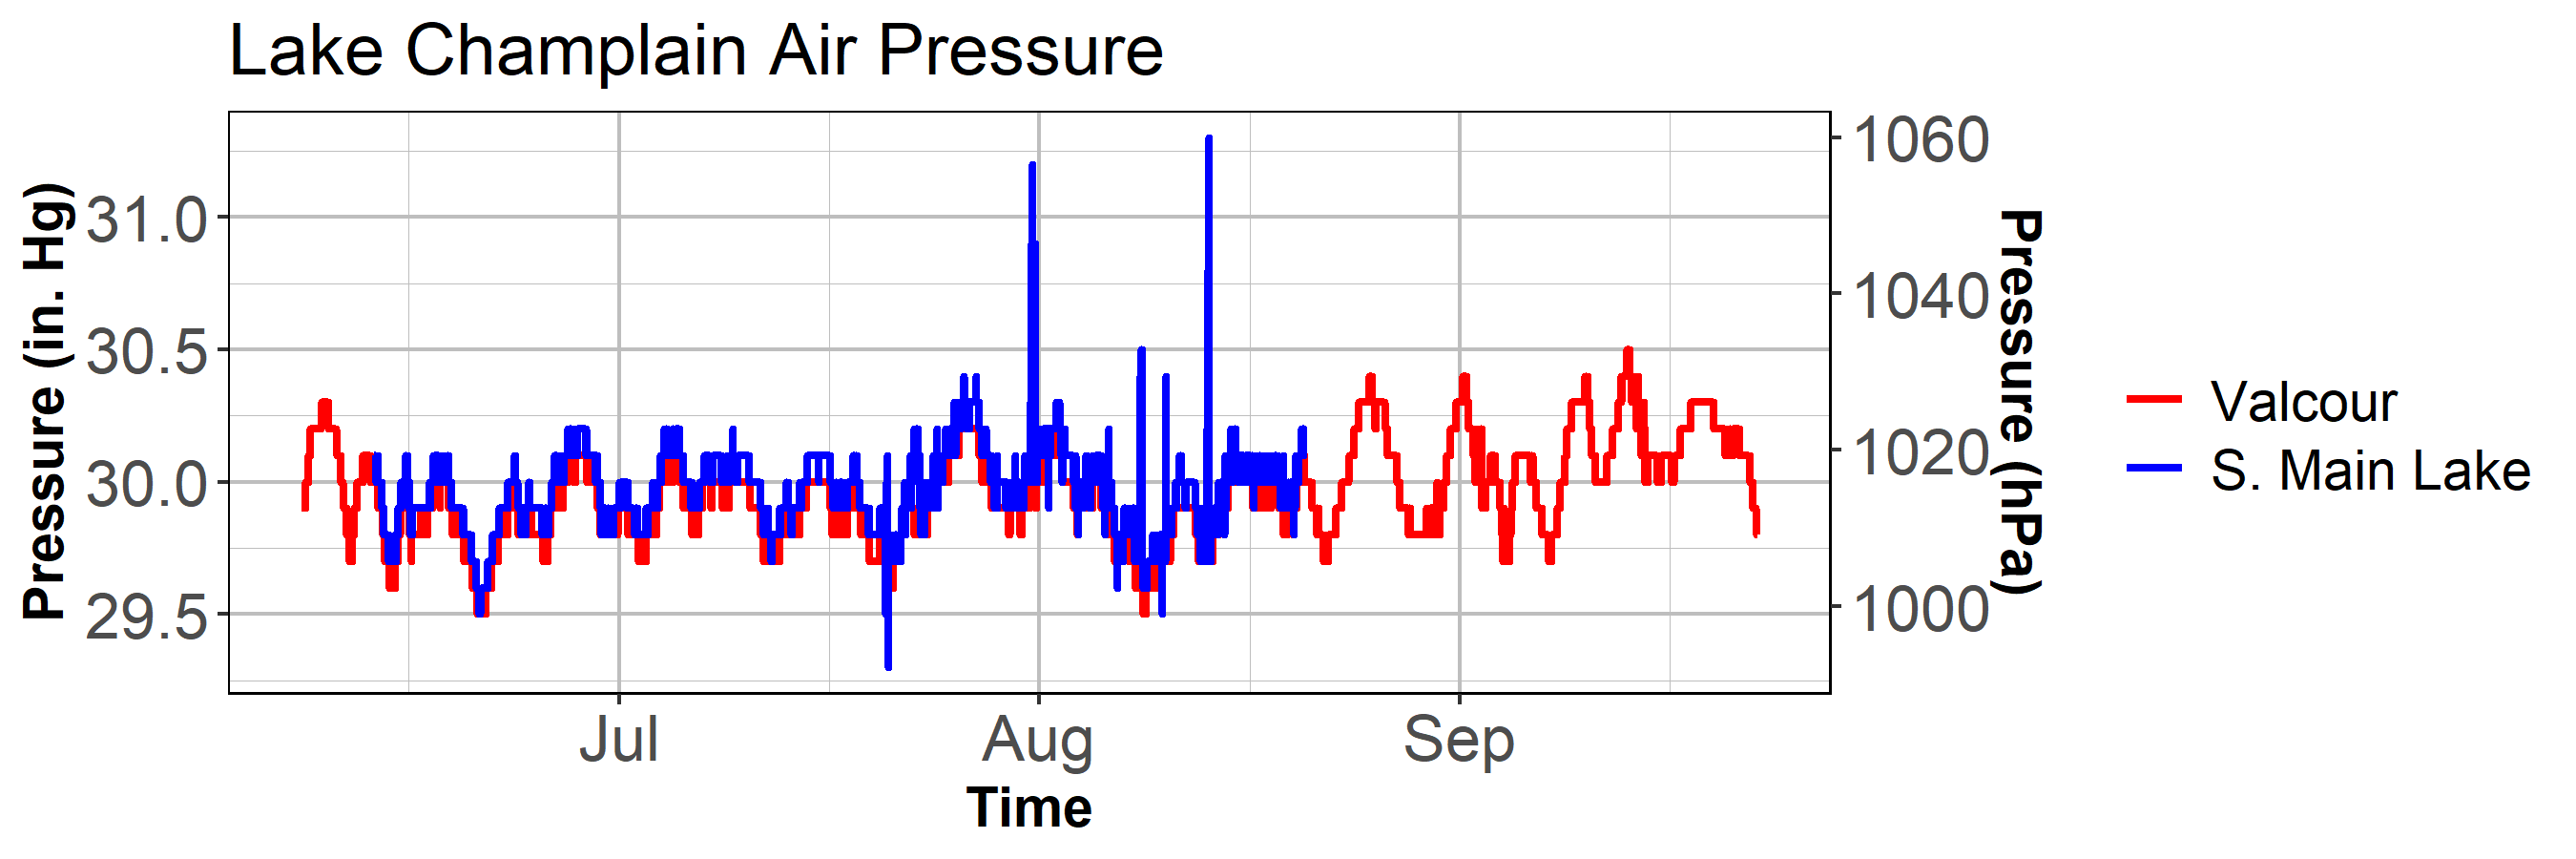 Lake Champlain Air Pressure
Pressure (in. Hg)
31.0
30.5
30.0
29.5
1060
1040
1020
1000
Pressure (hPa)
Jul Aug Sep
Time
Valcour
S. Main Lake